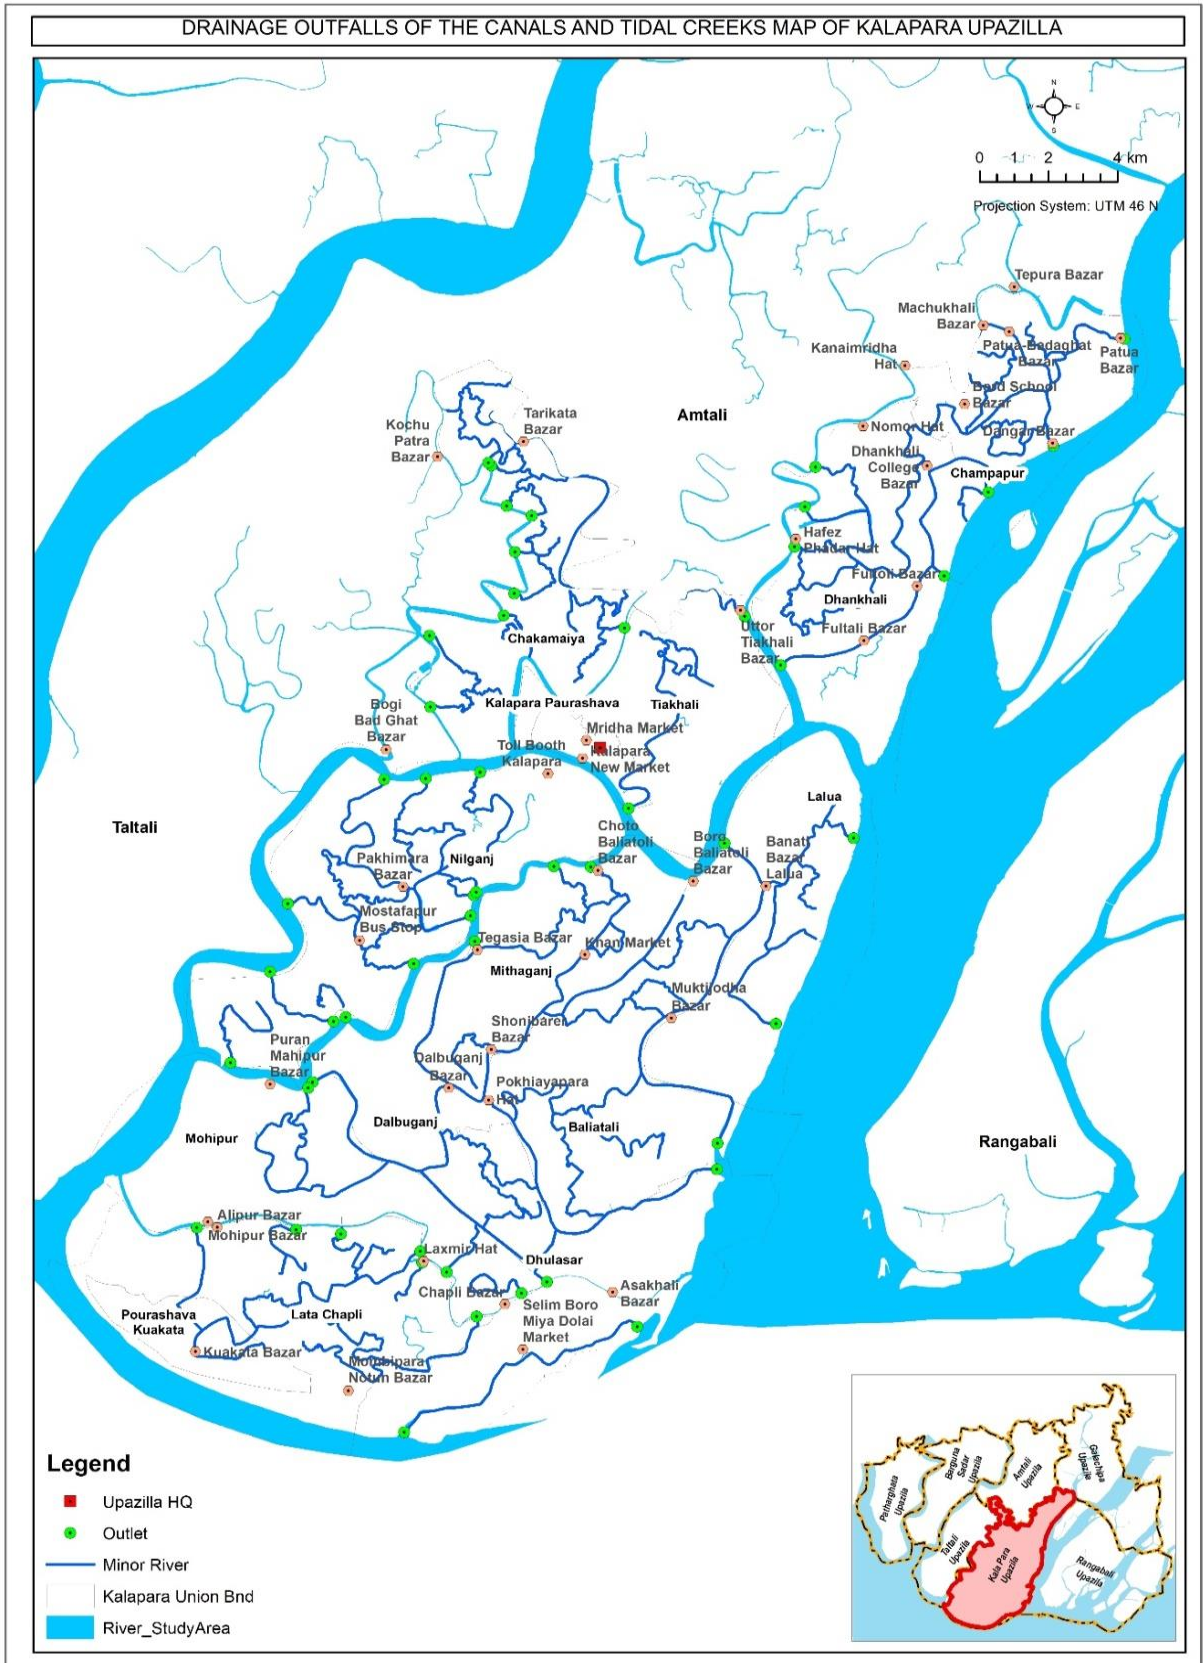 DRAINAGE OUTFALLS OF THE CANALS AND TIDAL CREEKS MAP OF KALAPARA UPAZILLA
N
W
E
S
0 1 2 4 km
Projection System: UTM 46 N
Tepura Bazar
Machukhali
Bazar
Patua-Badaghat
Bazar
Patua
Bazar
Kanaimridha
Hat
Bord School
Bazar
Amtali
Tarikata
Bazar
Kochu
Patra
Bazar
Nomor Hat
Dangar Bazar
Dhankhali
College
Bazar
Champapur
Hafez
Phadar Hat
Fultoli Bazar
Dhankhali
Fultali Bazar
Uttor
Tiakhali
Bazar
Chakamaiya
Kalapara Paurashava
Tiakhali
Bogi
Bad Ghat
Bazar
Mridha Market
Toll Booth
Kalapara
Kalapara
New Market
Lalua
Taltali
Choto
Baliatoli
Bazar
Boro
Baliatoli
Bazar
Banati
Bazar
Lalua
Pakhimara
Bazar
Nilganj
Mostafapur
Bus Stop
Tegasia Bazar
Khan Market
Mithaganj
Muktijodha
Bazar
Shonibarer
Bazar
Puran
Mahipur
Bazar
Dalbuganj
Bazar
Pokhiayapara
Hat
Dalbuganj
Baliatali
Mohipur
Rangabali
Alipur Bazar
Mohipur Bazar
Laxmir Hat
Dhulasar
Chapli Bazar
Asakhali
Bazar
Selim Boro
Miya Dolai
Market
Pourashava
Kuakata
Lata Chapli
Kuakata Bazar
Notun Bazar
Legend
Upazilla HQ
Outlet
Minor River
Kalapara Union Bnd
River_StudyArea
Patharghata
Upazila
Barguna
Sadar
Upazila
Amtali
Upazila
Galachipa
Upazila
Taltali
Upazila
Kala Para
Upazila
Rangabali
Upazila